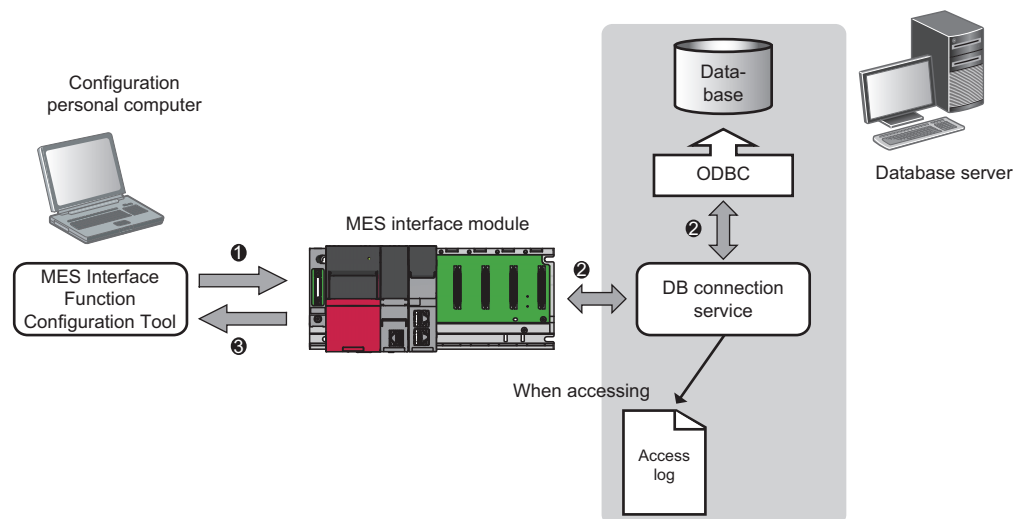 Configuration
personal computer
MES Interface
Function
Configuration Tool
❶
❸
MES interface module
❷
Data-
base
ODBC
❷
DB connection
service
When accessing
Access
log
Database server